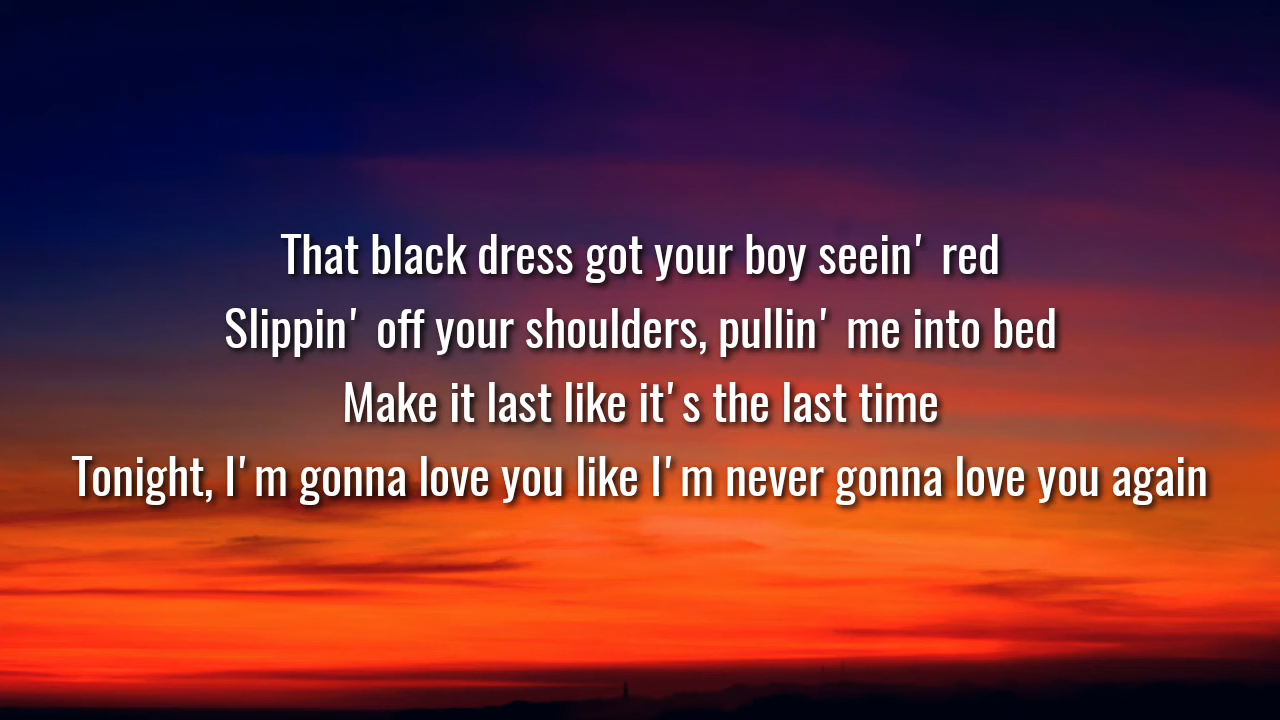 That black dress got your boy seein' red
Slippin' off your shoulders, pullin' me into bed
Make it last like it's the last time
Tonight, I'm gonna love you like I'm never gonna love you again